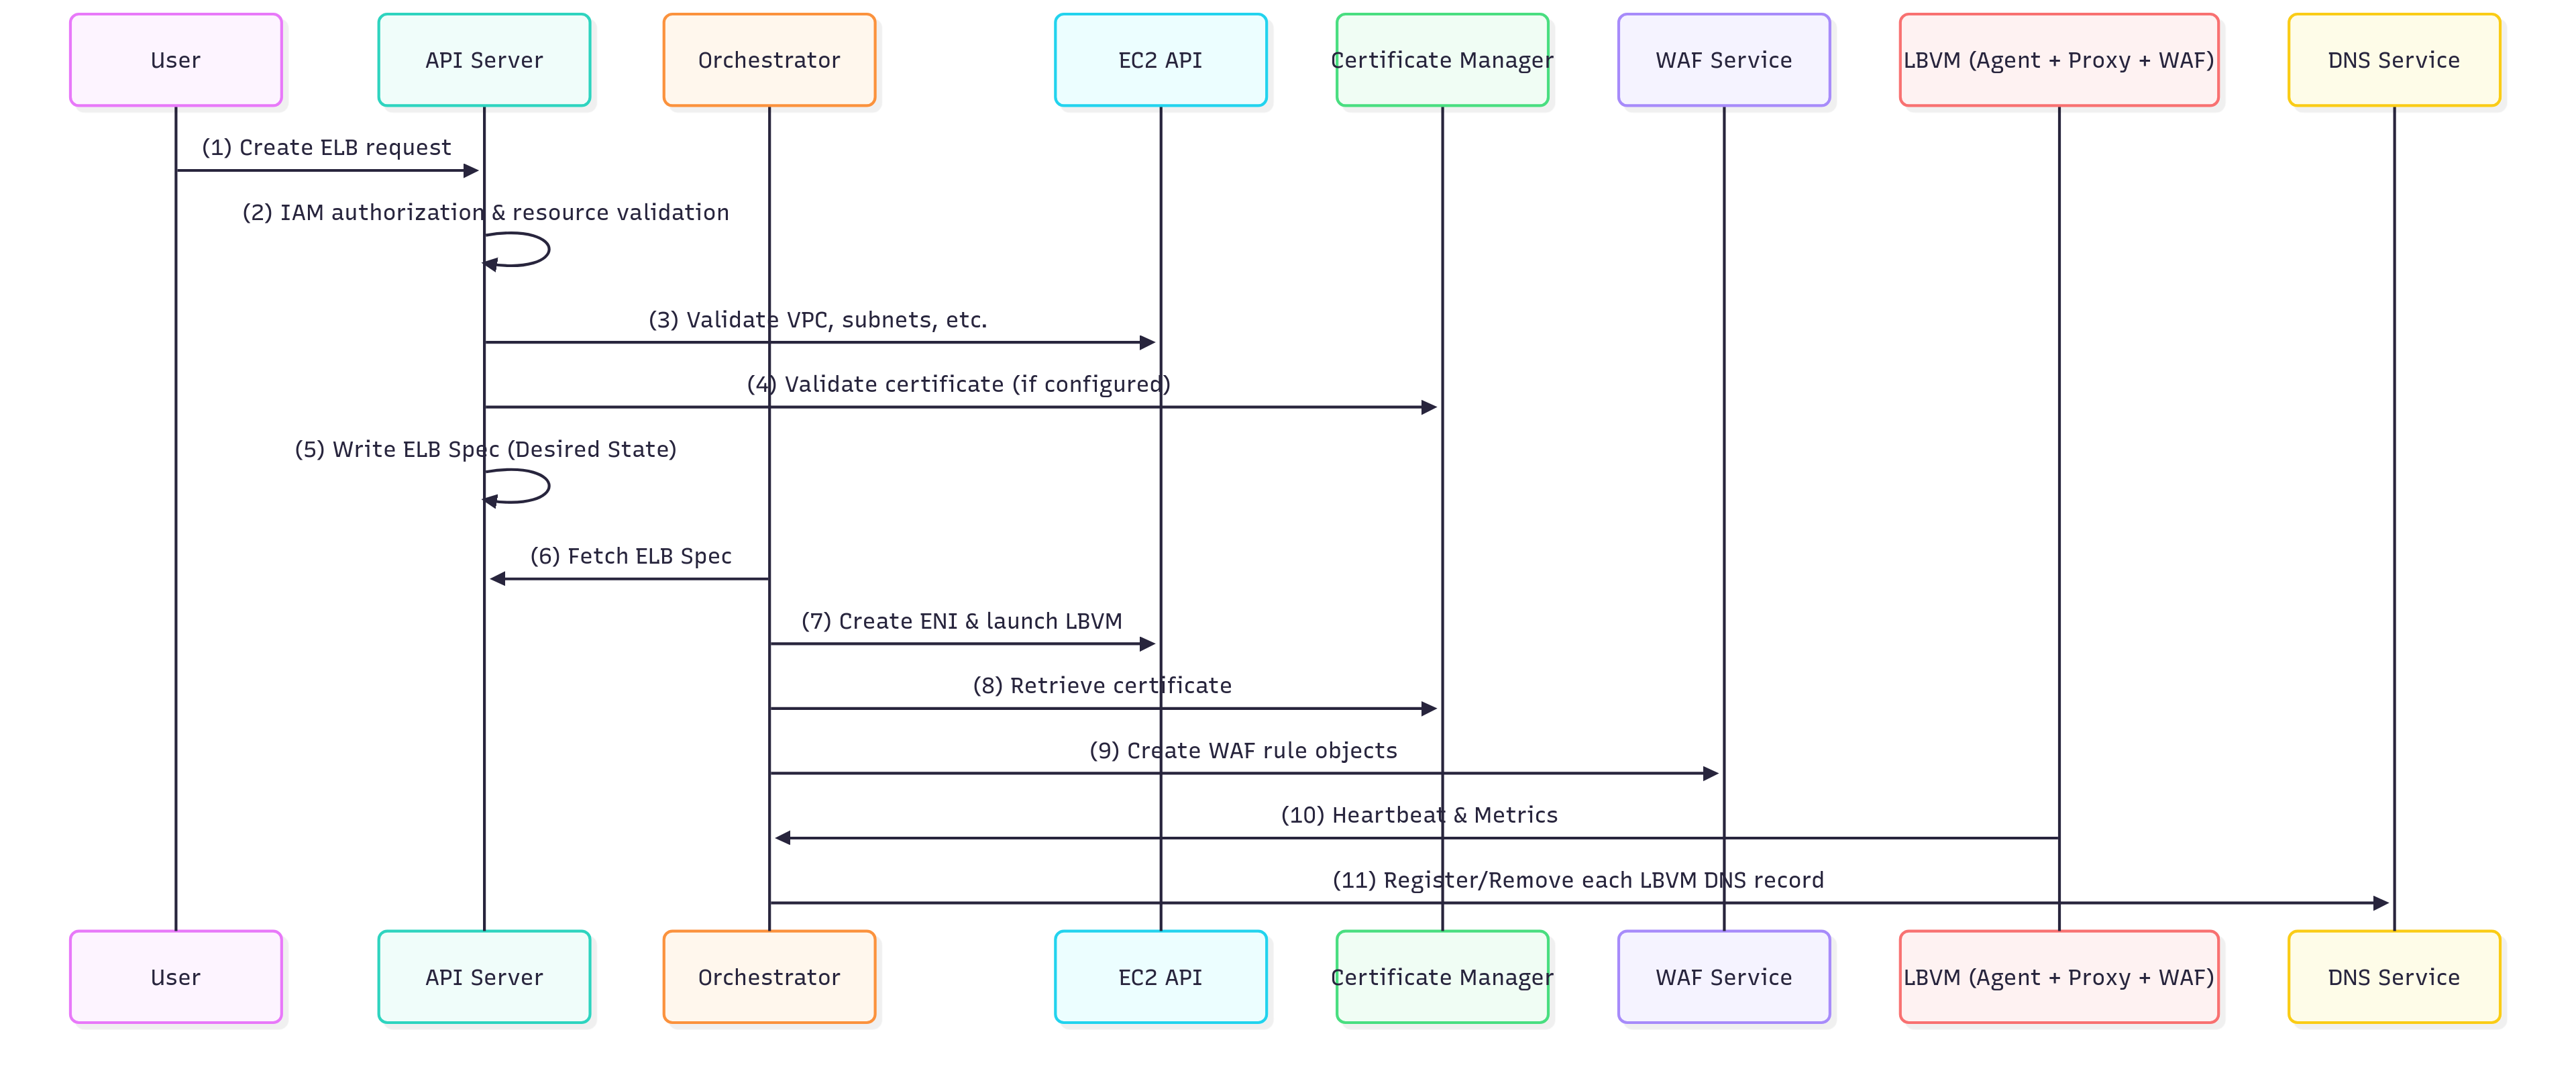 User
API Server
Orchestrator
EC2 API
Certificate Manager
WAF Service
LBVM (Agent + Proxy + WAF)
DNS Service
(1) Create ELB request
(2) IAM authorization & resource validation
(3) Validate VPC, subnets, etc.
(4) Validate certificate (if configured)
(5) Write ELB Spec (Desired State)
(6) Fetch ELB Spec
(7) Create ENI & launch LBVM
(8) Retrieve certificate
(9) Create WAF rule objects
(10) Heartbeat & Metrics
(11) Register/Remove each LBVM DNS record
User
API Server
Orchestrator
EC2 API
Certificate Manager
WAF Service
LBVM (Agent + Proxy + WAF)
DNS Service